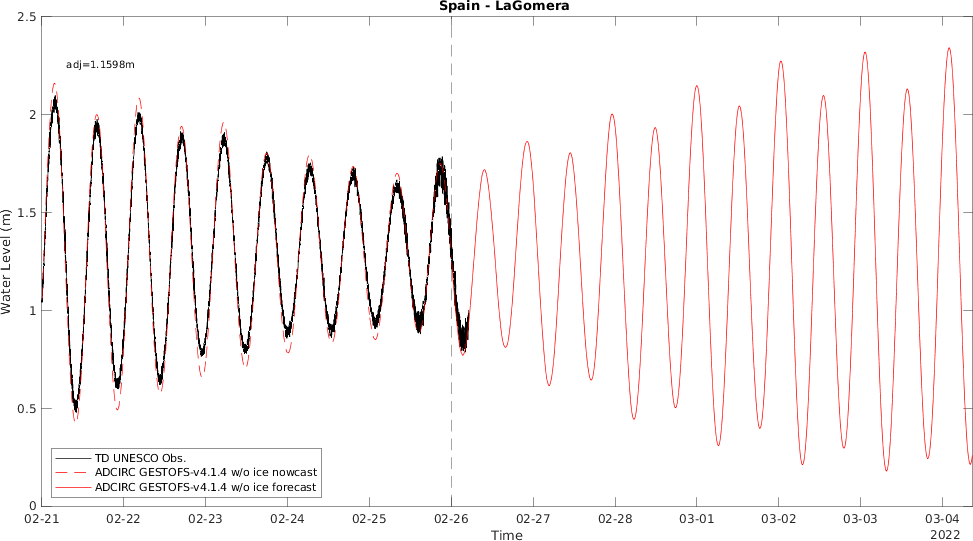 Spain - LaGomera
adj=1.1598m
Water Level (m)
2.5
2
1.5
1
0.5
0
TD UNESCO Obs.
ADCIRC GESTOFS-v4.1.4 w/o ice nowcast
ADCIRC GESTOFS-v4.1.4 w/o ice forecast
02-21 02-22 02-23 02-24 02-25 02-26 02-27 02-28 03-01 03-02 03-03 03-04
2022
Time